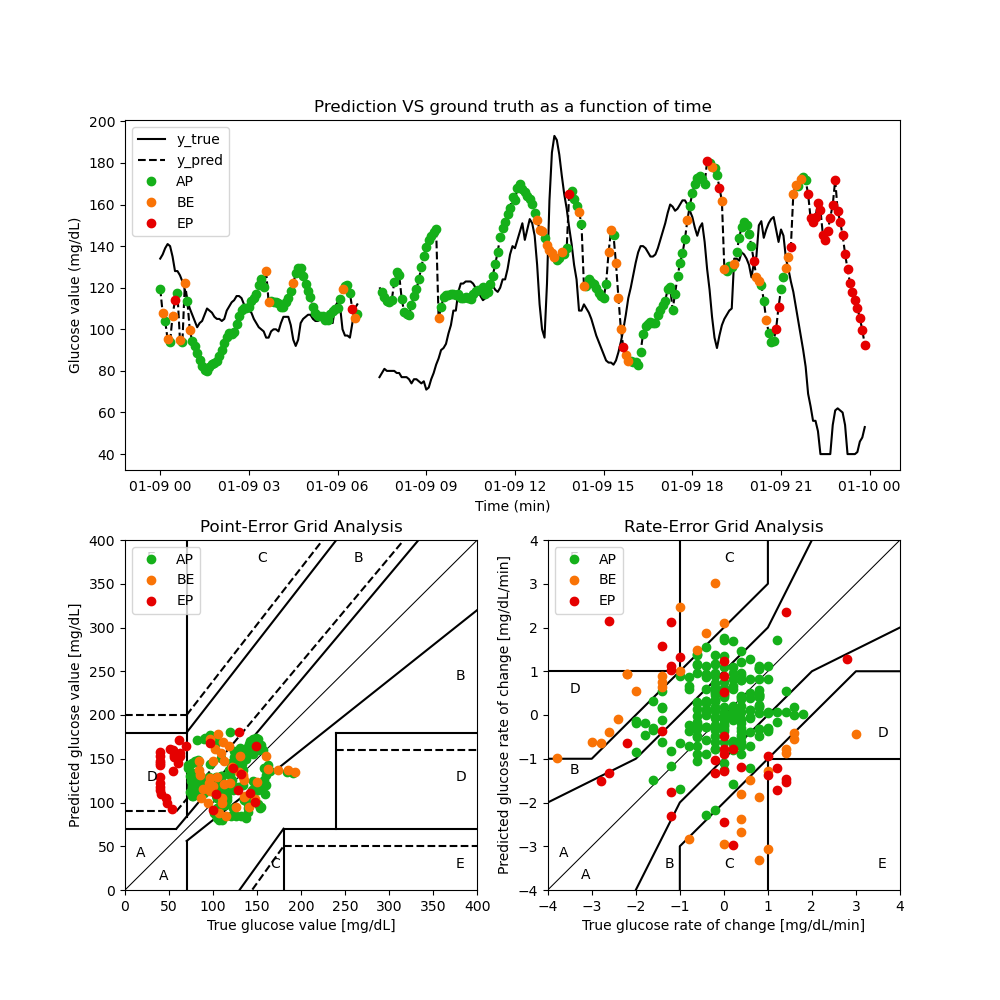 Prediction VS ground truth as a function of time
200
180
160
140
120
100
80
60
40
Glucose value (mg/dL)
y_true
y_pred
AP
BE
EP
01-09 00 01-09 03 01-09 06 01-09 09 01-09 12 01-09 15 01-09 18 01-09 21 01-10 00
Time (min)
Point-Error Grid Analysis
400
350
300
250
200
150
100
50
0
Predicted glucose value [mg/dL]
AP
BE
EP
C
B
B
D
D
A
A
C
E
0 50 100 150 200 250 300 350 400
True glucose value [mg/dL]
Rate-Error Grid Analysis
4
3
2
1
0
−1
−2
−3
−4
Predicted glucose rate of change [mg/dL/min]
AP
BE
EP
C
D
D
B
A
A
B
C
E
−4 −3 −2 −1 0 1 2 3 4
True glucose rate of change [mg/dL/min]